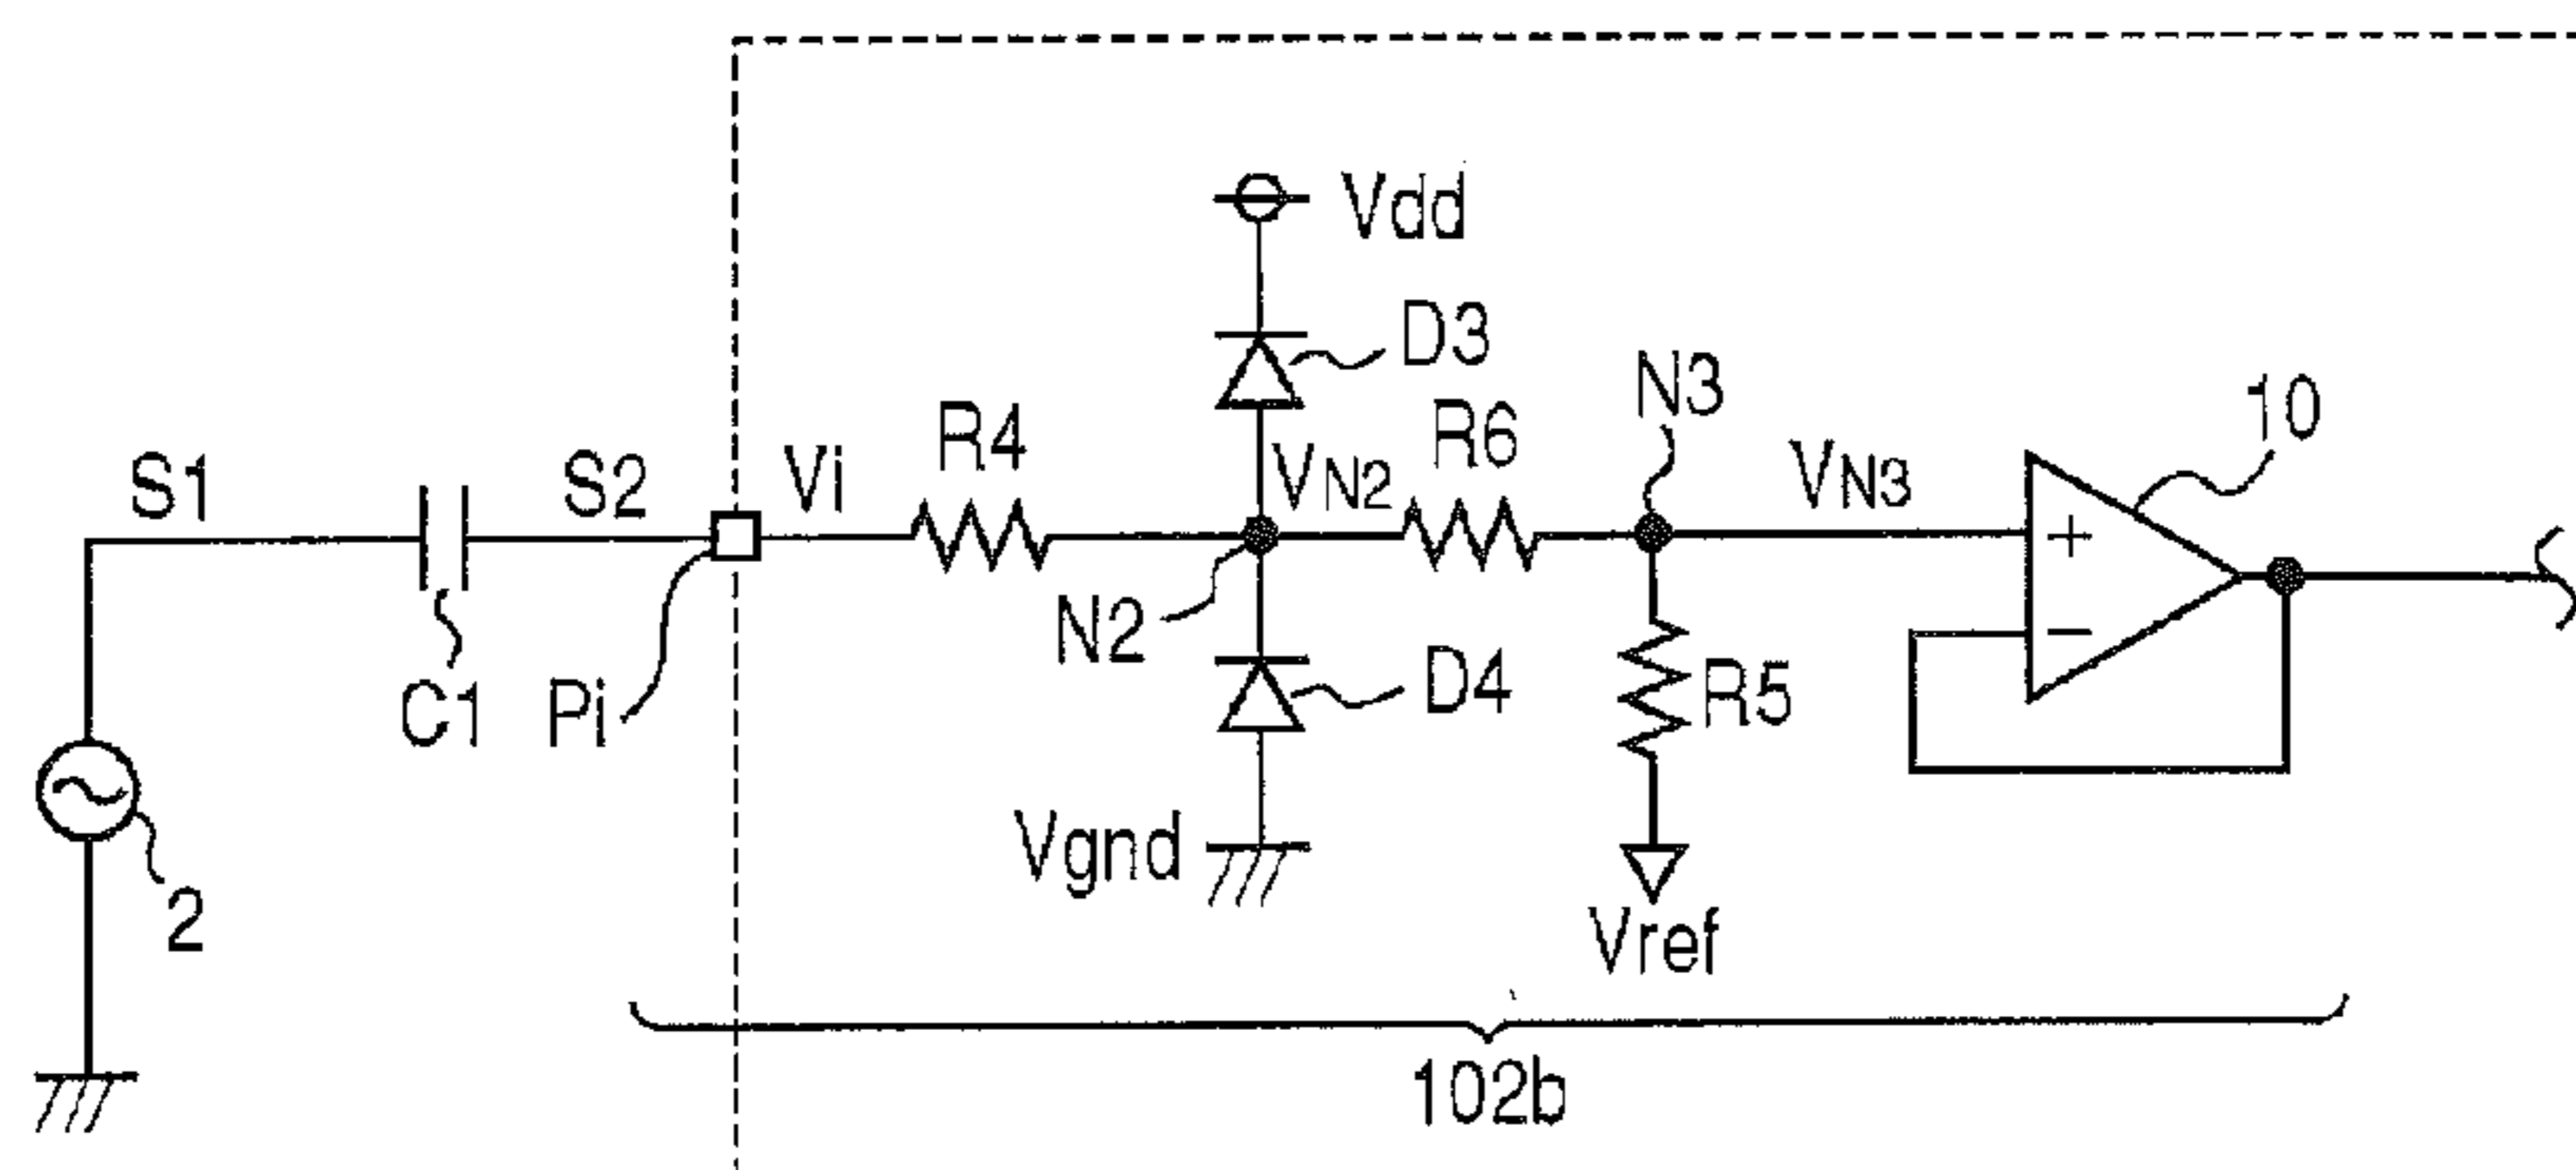 Vdd
D3
N3
10
R4
R6
S1
S2
Vi
VN2
VN3
+
−
N2
C1
Pi
D4
R5
Vgnd
2
Vref
102b